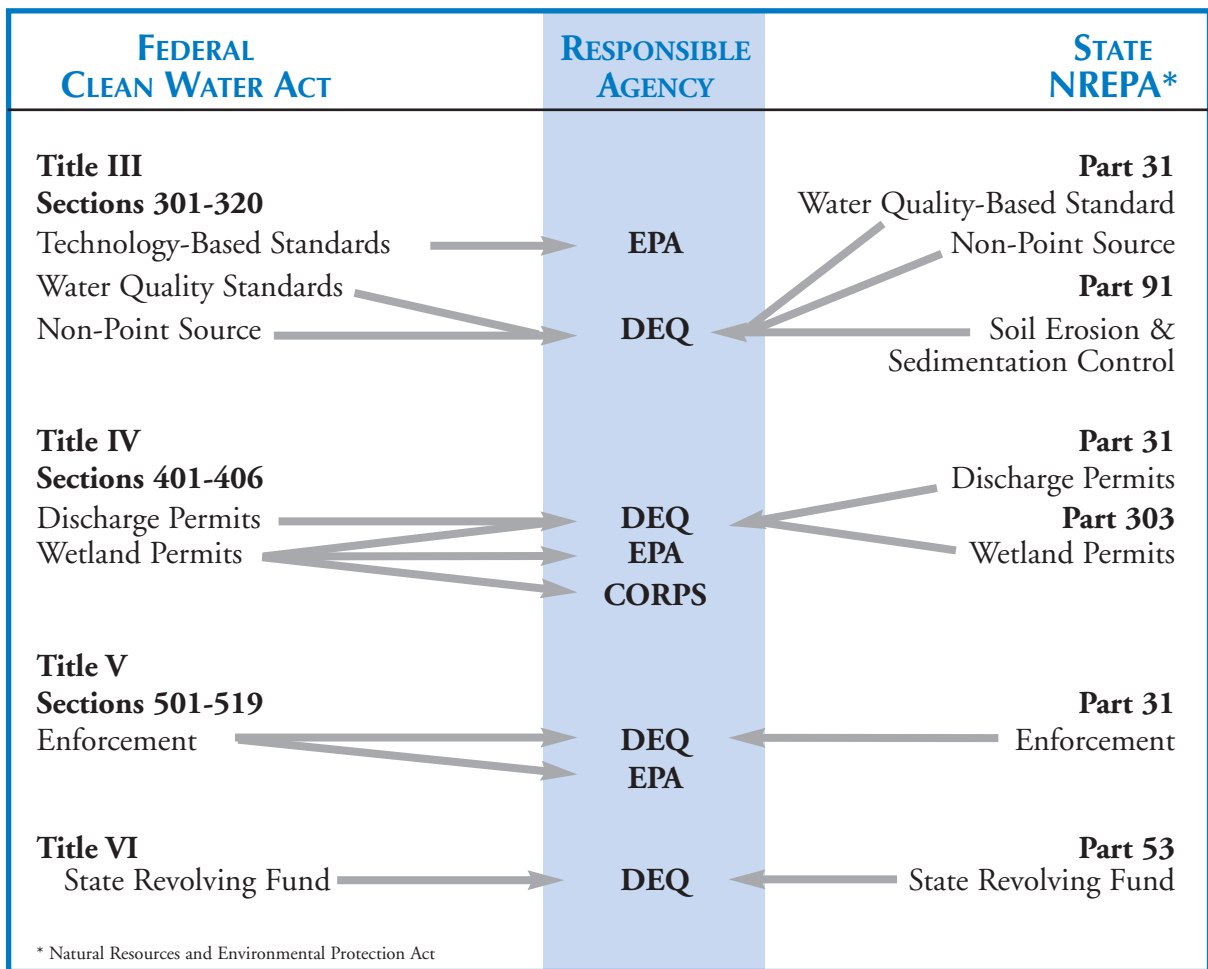 FEDERAL
CLEAN WATER ACT
RESPONSIBLE
AGENCY
STATE
NREPA*
Title III
Sections 301-320
Technology-Based Standards
Water Quality Standards
Non-Point Source
EPA
DEQ
Part 31
Water Quality-Based Standard
Non-Point Source
Part 91
Soil Erosion &
Sedimentation Control
Title IV
Sections 401-406
Discharge Permits
Wetland Permits
DEQ
EPA
CORPS
Part 31
Discharge Permits
Part 303
Wetland Permits
Title V
Sections 501-519
Enforcement
DEQ
EPA
Part 31
Enforcement
Title VI
State Revolving Fund
DEQ
Part 53
State Revolving Fund
* Natural Resources and Environmental Protection Act